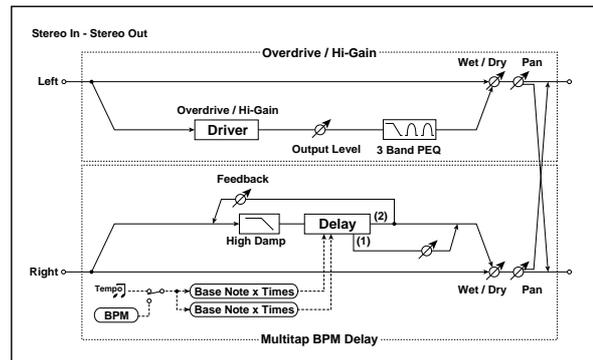 Stereo In - Stereo Out
Overdrive / Hi-Gain
Wet / Dry
Pan
Left
Overdrive / Hi-Gain
Driver
Output Level
3 Band PEQ
Feedback
High Damp
Delay
(2)
(1)
Right
Tempo
BPM
Base Note x Times
Base Note x Times
Wet / Dry
Pan
Multitap BPM Delay